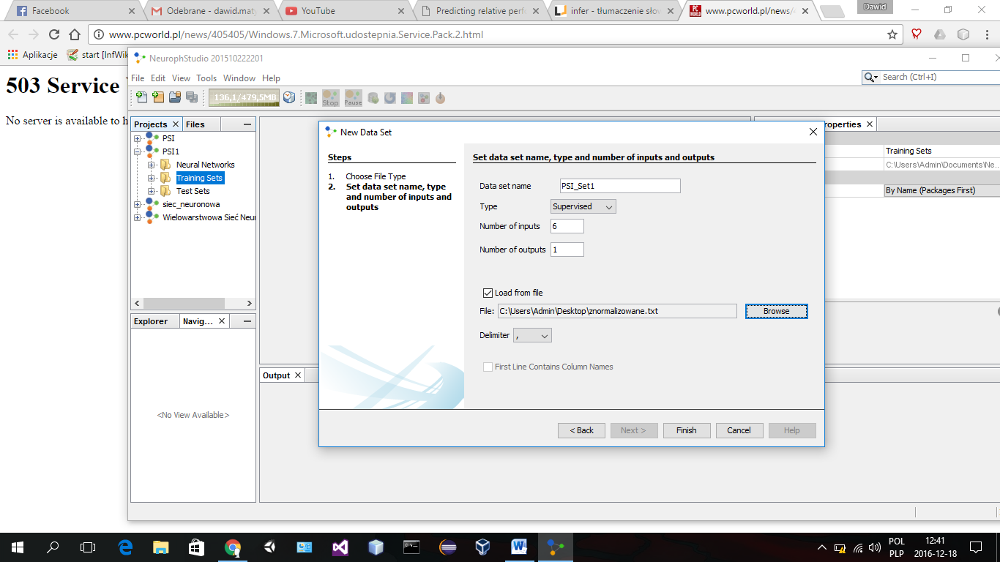 Facebook
Odebrane - dawid.maty
YouTube
Predicting relative perf
infer - tłumaczenie słow
www.pcworld.pl/news/4
Dawid
www.pcworld.pl/news/405405/Windows.7.Microsoft.udostepnia.Service.Pack.2.html
Aplikacje
start [InfWik
503 Service
No server is available to h
NeurophStudio 201510222201
File Edit View Tools Window Help
Search (Ctrl+I)
136,1/479,5MB
Stop
Pause
Projects
Files
PSI
PSI1
Neural Networks
Training Sets
Test Sets
siec_neuronowa
Wielowarstwowa Sieć Neur
Explorer
Navig...
<No View Available>
Output
roperties
Training Sets
C:\Users\Admin\Documents\Ne...
By Name (Packages First)
New Data Set
Steps
1. Choose File Type
2. Set data set name, type
and number of inputs and
outputs
Set data set name, type and number of inputs and outputs
Data set name PSI_Set1
Type Supervised
Number of inputs 6
Number of outputs 1
Load from file
File: C:\Users\Admin\Desktop\znormalizowane.txt Browse
Delimiter ,
First Line Contains Column Names
< Back Next > Finish Cancel Help
POL
PLP
12:41
2016-12-18